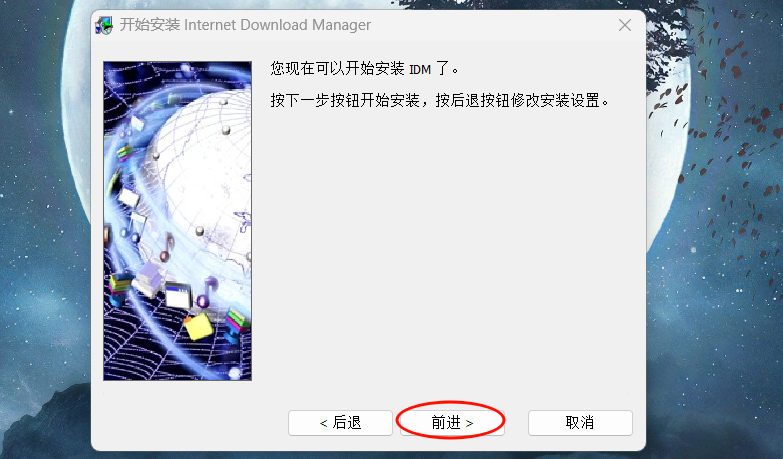 开始安装 Internet Download Manager
您现在可以开始安装 IDM 了。
按下一步按钮开始安装，按后退按钮修改安装设置。
< 后退
前进 >
取消